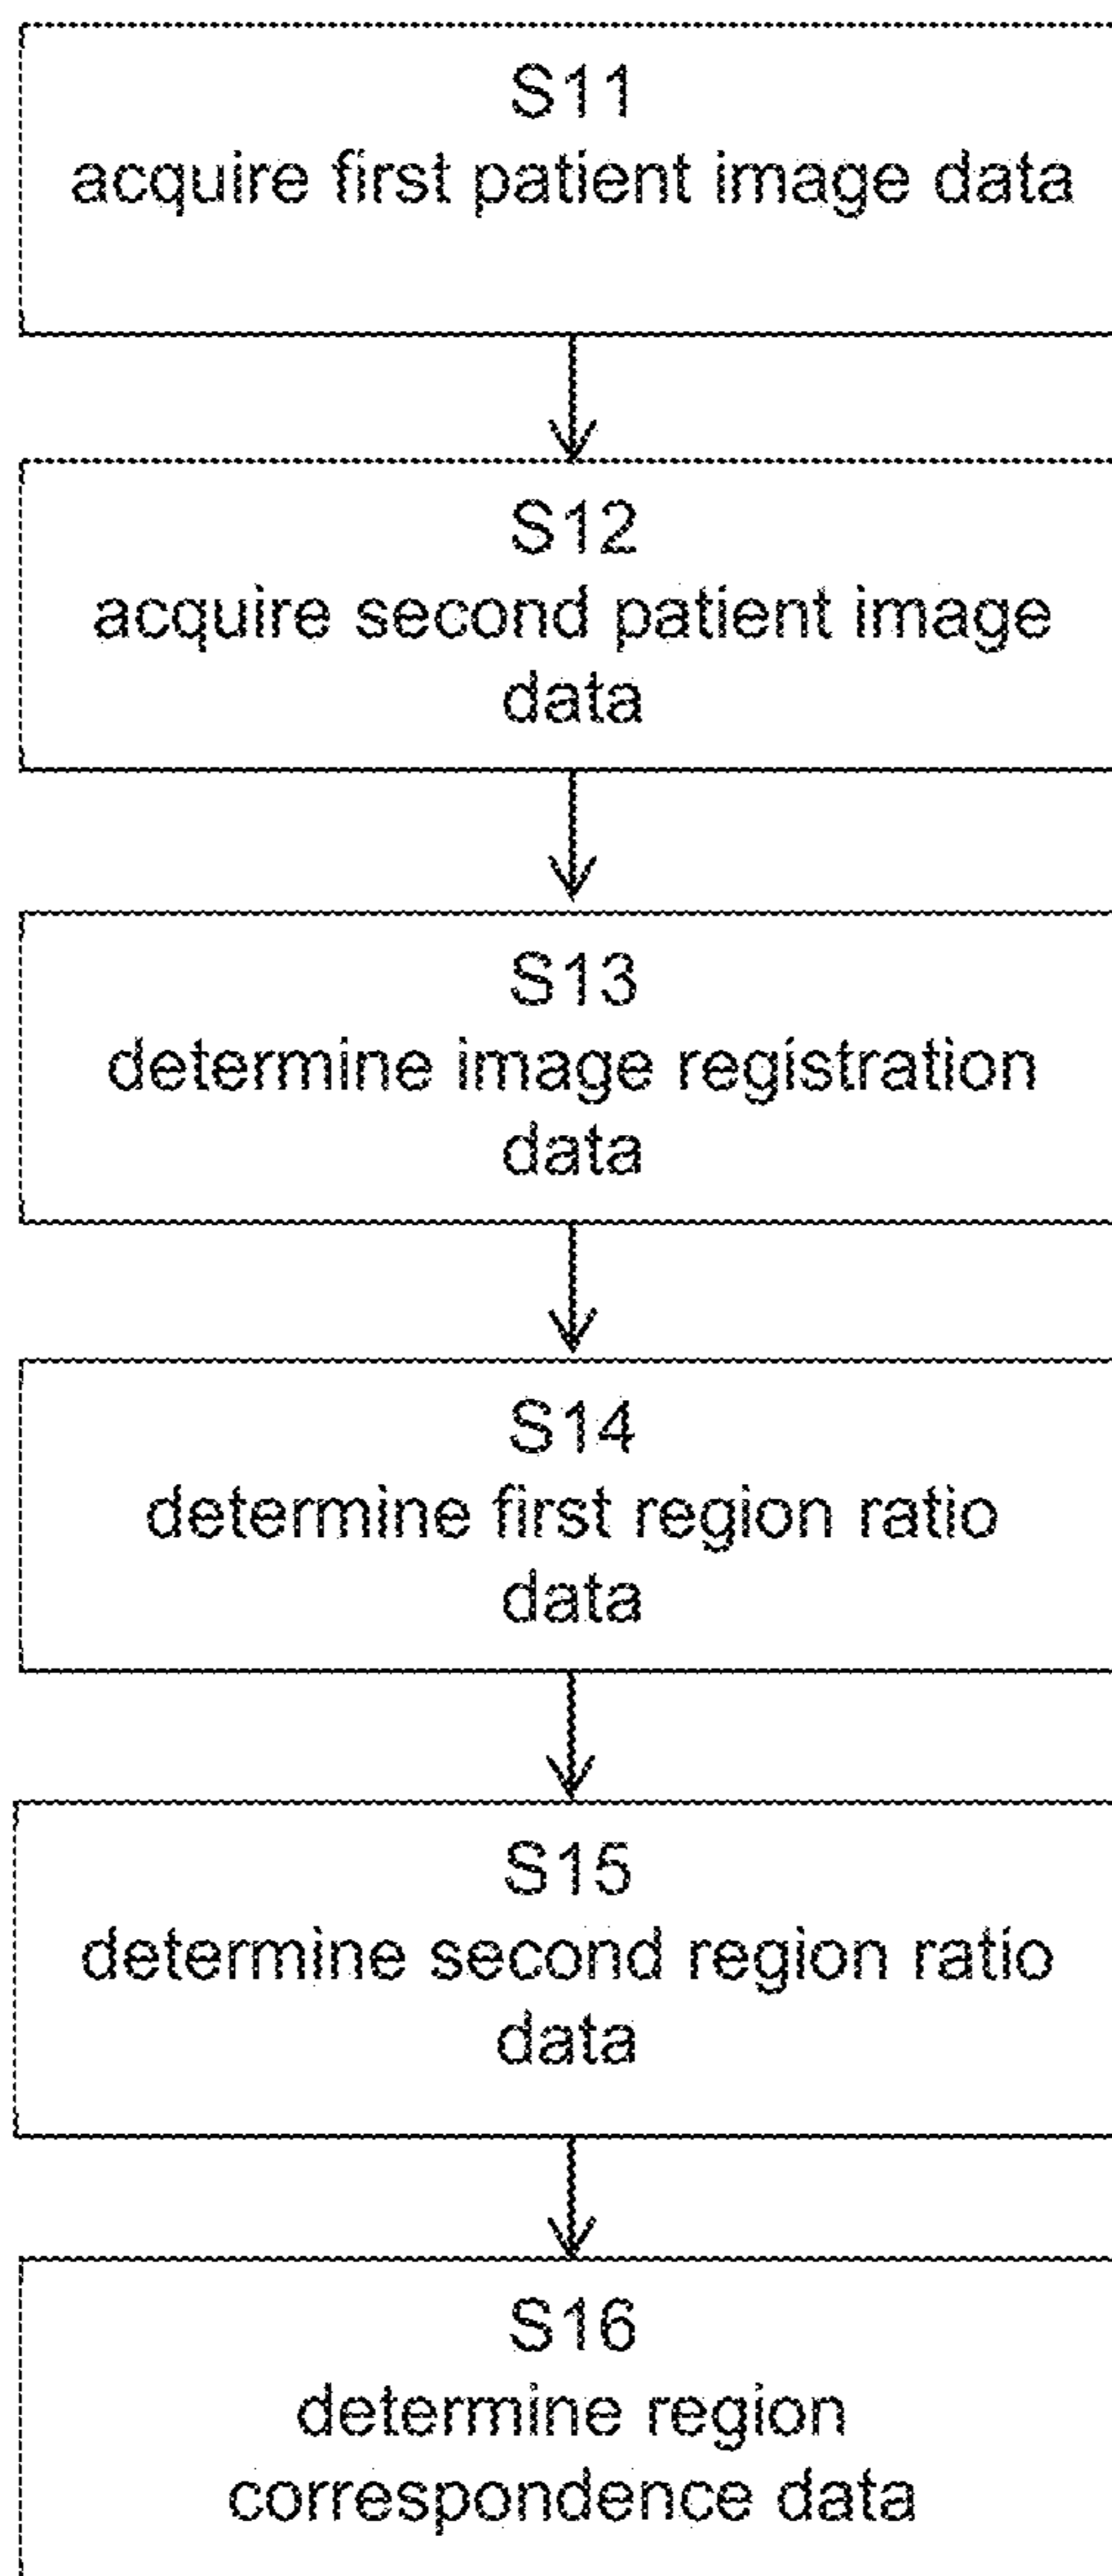 S11
acquire first patient image data
S12
acquire second patient image
data
S13
determine image registration
data
S14
determine first region ratio
data
S15
determine second region ratio
data
S16
determine region
correspondence data